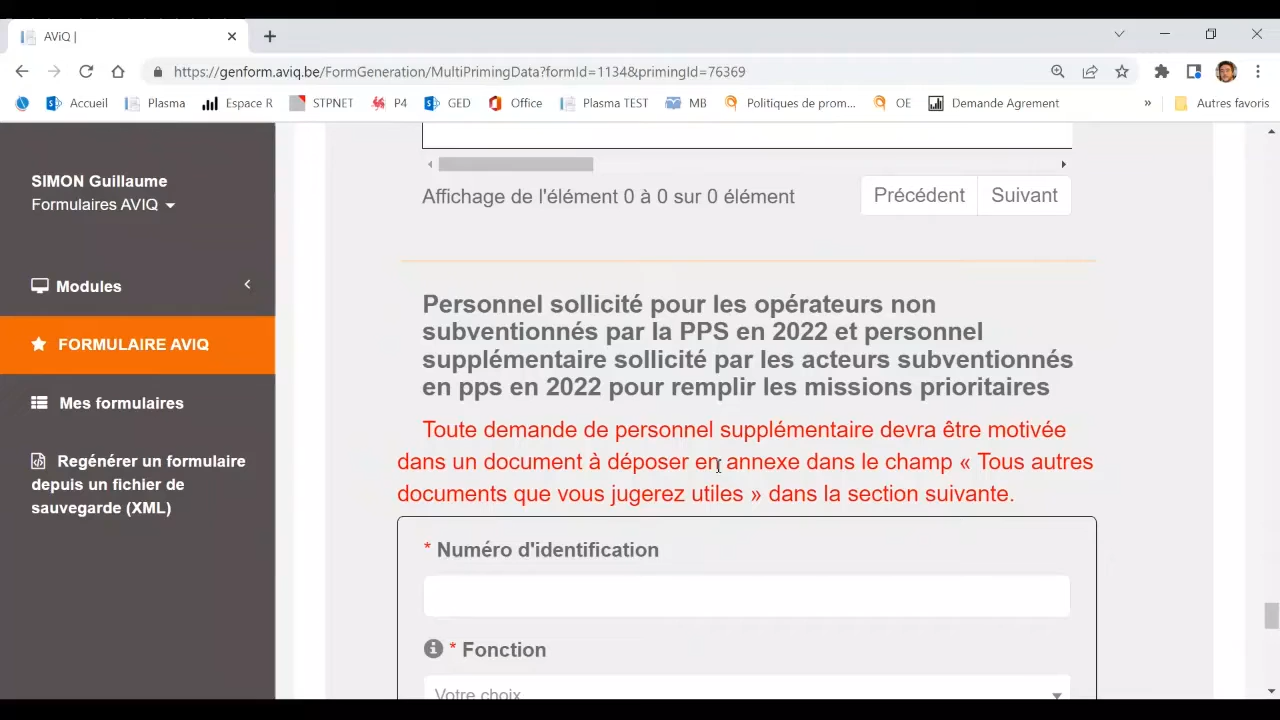 AViQ |
https://genform.aviq.be/FormGeneration/MultiPrimingData?formId=1134&primingId=76369
Accueil Plasma Espace R STPNET P4 GED Office Plasma TEST MB Politiques de prom... OE Demande Agrement » Autres favoris
SIMON Guillaume
Formulaires AVIQ
Modules
FORMULAIRE AVIQ
Mes formulaires
Regénérer un formulaire
depuis un fichier de
sauvegarde (XML)
Affichage de l'élément 0 à 0 sur 0 élément
Précédent Suivant
Personnel sollicité pour les opérateurs non
subventionnés par la PPS en 2022 et personnel
supplémentaire sollicité par les acteurs subventionnés
en pps en 2022 pour remplir les missions prioritaires
Toute demande de personnel supplémentaire devra être motivée
dans un document à déposer en annexe dans le champ « Tous autres
documents que vous jugerez utiles » dans la section suivante.
* Numéro d'identification
* Fonction
Votre choix